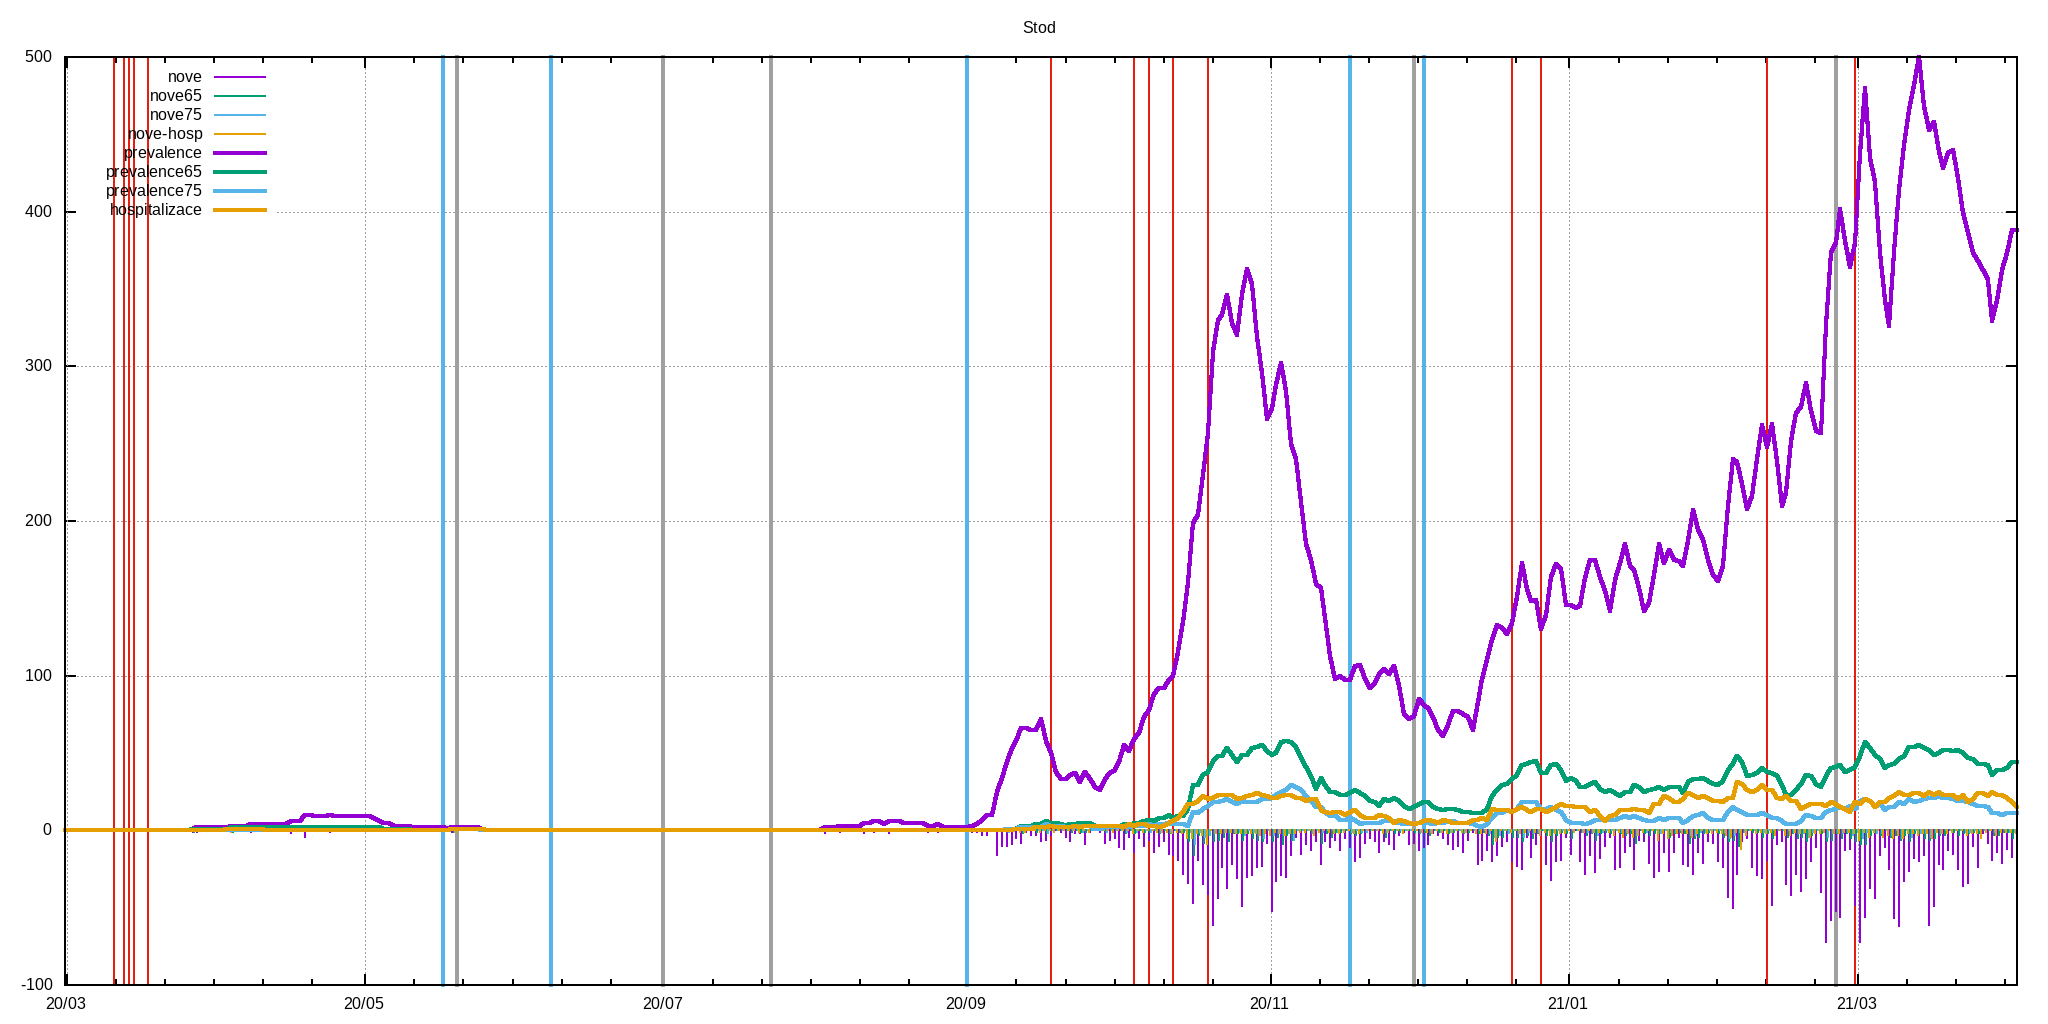 Stod
500
nove
nove65
nove75
nove-hosp
prevalence
prevalence65
prevalence75
hospitalizace
400
300
200
100
0
-100
20/03 20/05 20/07 20/09 20/11 21/01 21/03